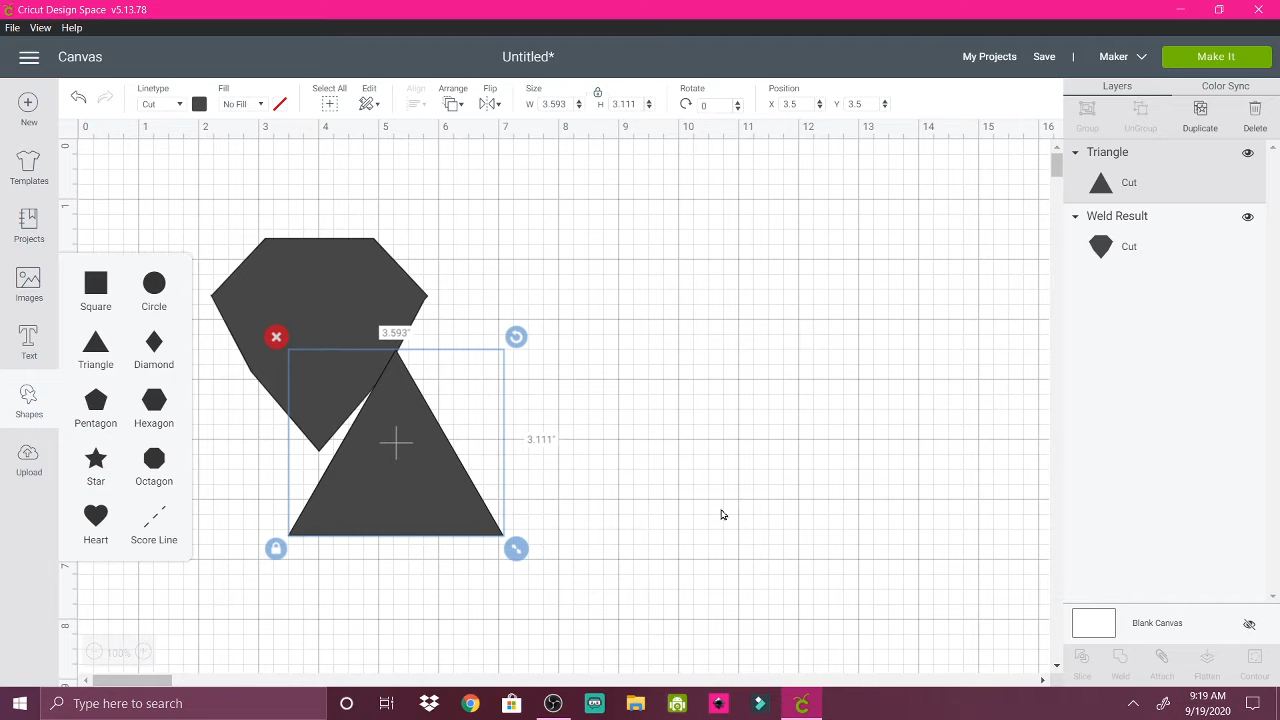 Cricut Design Space v5.13.78
File View Help
Canvas
Untitled*
My Projects Save | Maker Make It
Linetype
Cut
Fill
No Fill
Select All
Edit
Align
Arrange
Flip
Size
W 3.593
H 3.111
Rotate
0
Position
X 3.5
Y 3.5
Layers
Color Sync
Group
UnGroup
Duplicate
Delete
New
Templates
Projects
Images
Text
Shapes
Upload
0 1 2 3 4 5 6 7 8 9 10 11 12 13 14 15 16
0
1
7
8
Square
Circle
Triangle
Diamond
Pentagon
Hexagon
Star
Octagon
Heart
Score Line
3.593"
3.111"
100%
Triangle
Cut
Weld Result
Cut
Blank Canvas
Slice
Weld
Attach
Flatten
Contour
Type here to search
9:19 AM
9/19/2020